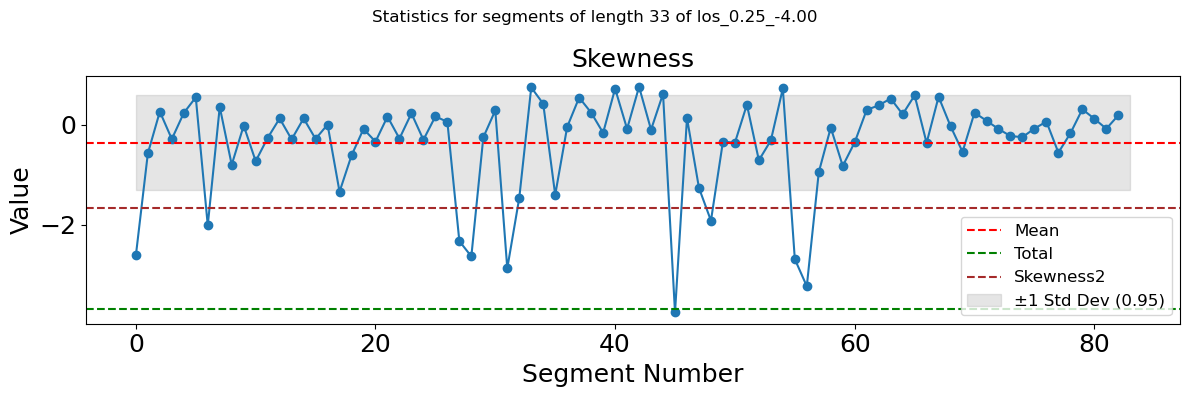 Statistics for segments of length 33 of los_0.25_-4.00
Skewness
Value
0
−2
Mean
Total
Skewness2
±1 Std Dev (0.95)
0 20 40 60 80
Segment Number